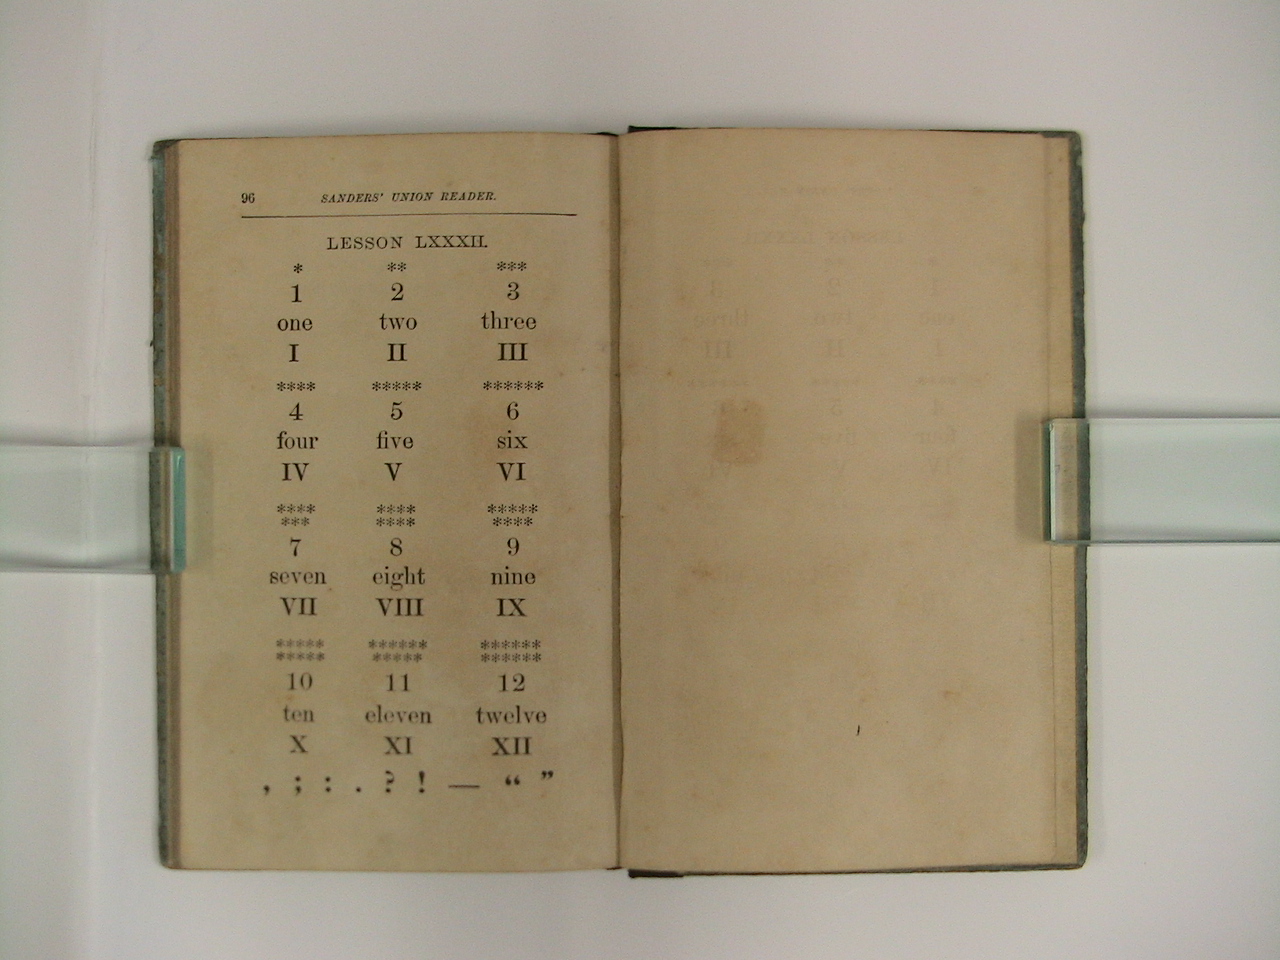 96 SANDERS' UNION READER.
LESSON LXXXII.
* ** ***
1 2 3
one two three
I II III
**** ***** ******
4 5 6
four five six
IV V VI
**** **** *****
*** **** ****
7 8 9
seven eight nine
VII VIII IX
***** ****** ******
***** ***** ******
10 11 12
ten eleven twelve
X XI XII
, ; : . ? ! — “ ”